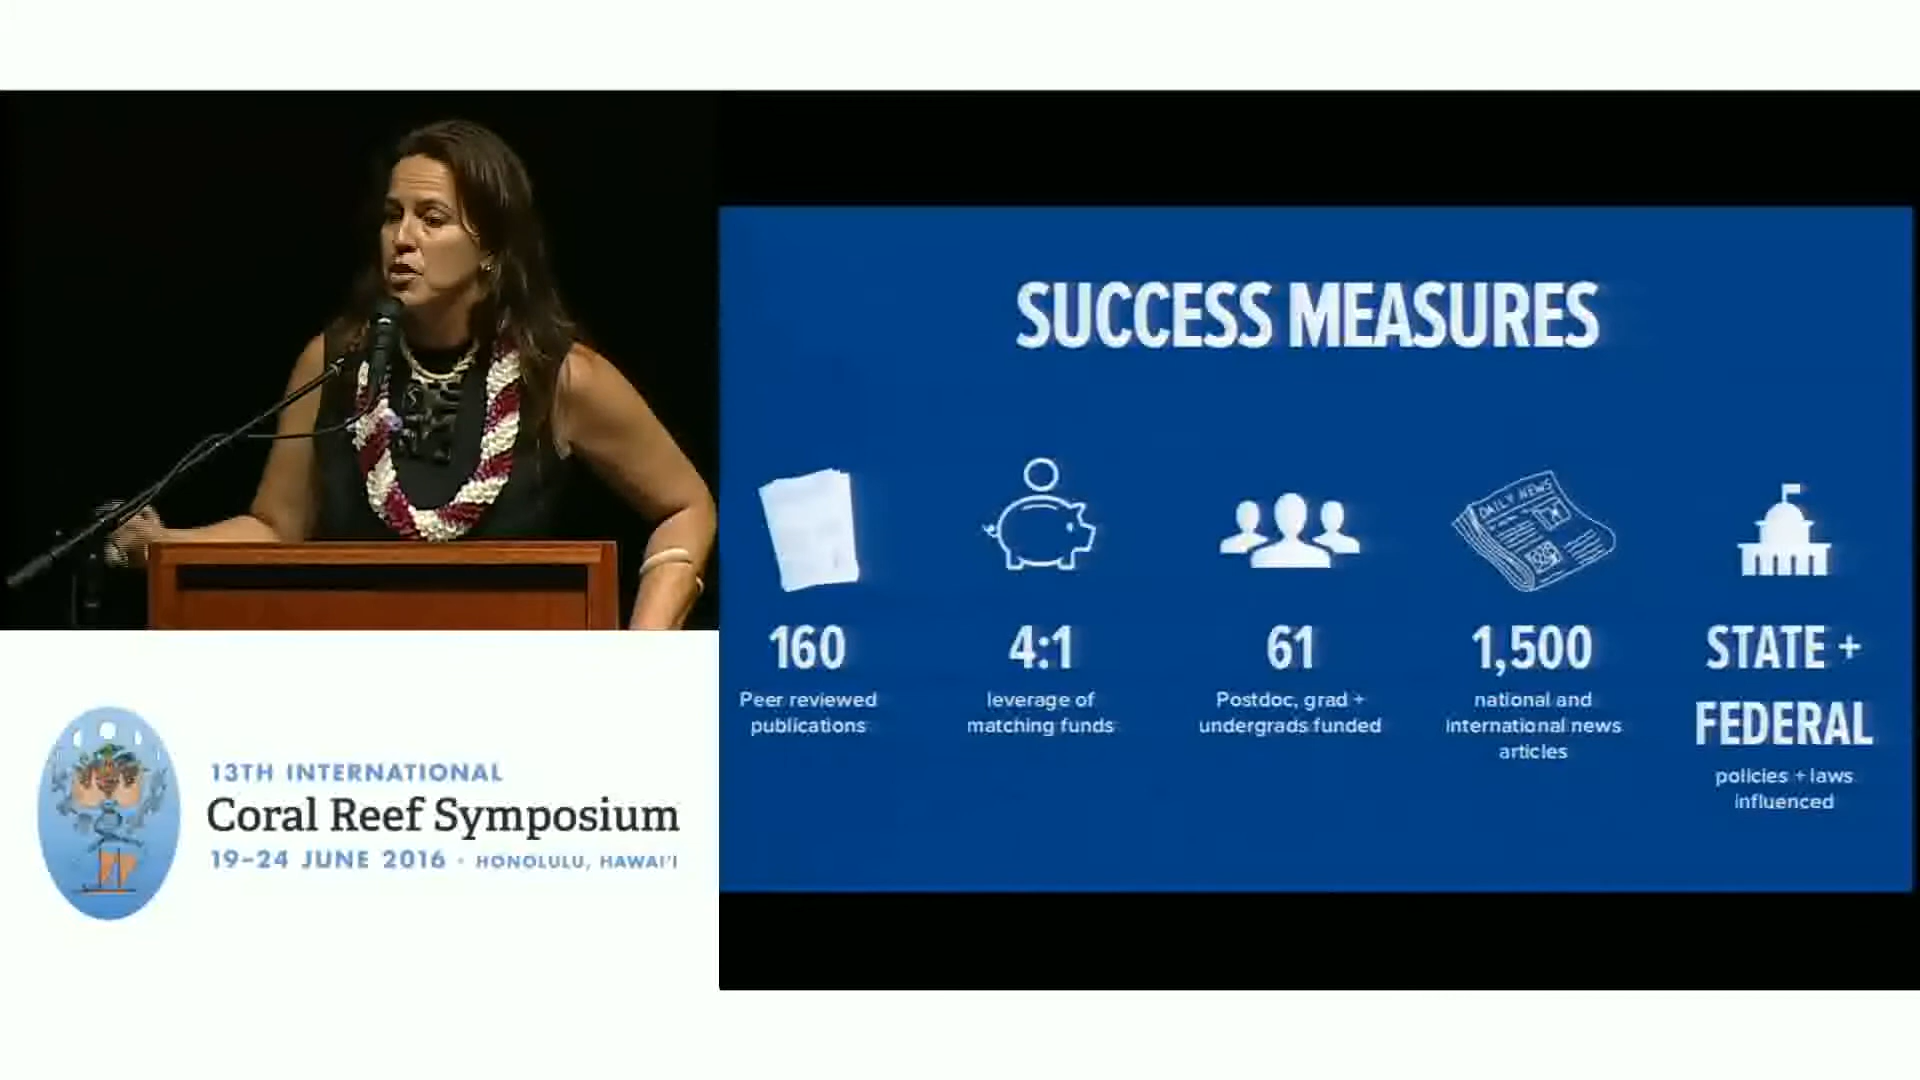 SUCCESS MEASURES
DAILY NEWS
160
Peer reviewed
publications
4:1
leverage of
matching funds
61
Postdoc, grad +
undergrads funded
1,500
national and
international news
articles
STATE +
FEDERAL
policies + laws
influenced
13TH INTERNATIONAL
Coral Reef Symposium
19–24 JUNE 2016 · HONOLULU, HAWAI'I